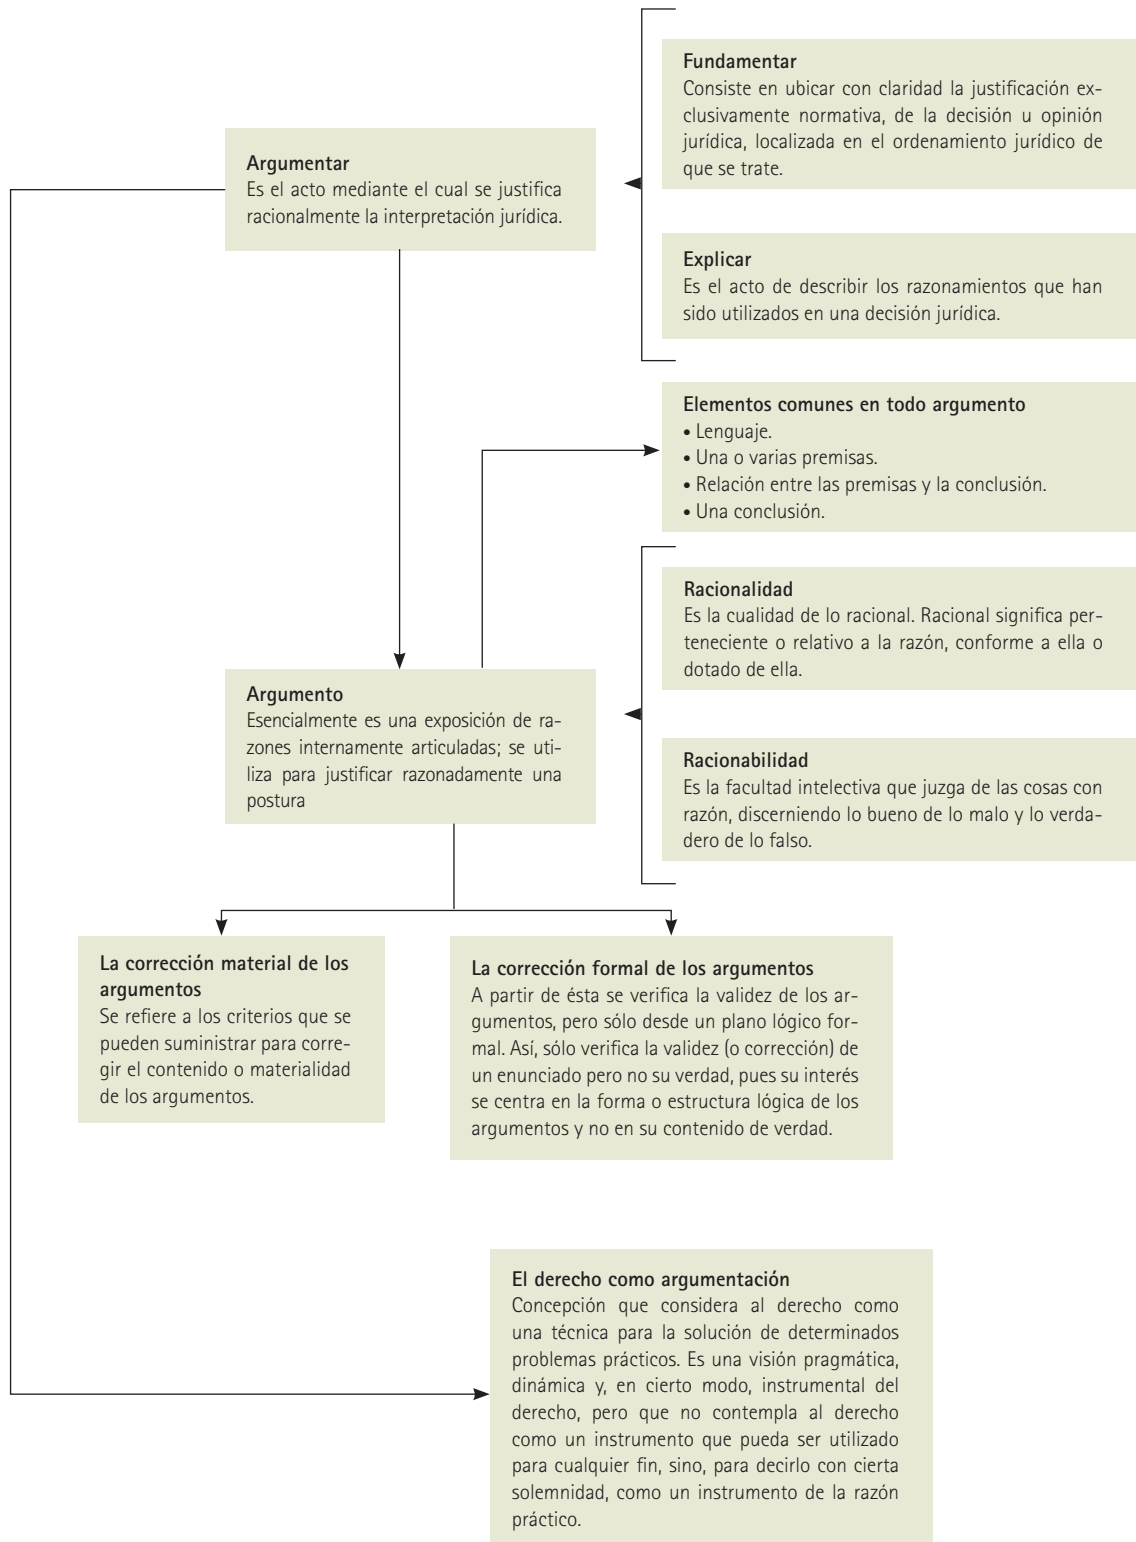 Fundamentar
Consiste en ubicar con claridad la justificación ex-
clusivamente normativa, de la decisión u opinión
jurídica, localizada en el ordenamiento jurídico de
que se trate.
Argumentar
Es el acto mediante el cual se justifica
racionalmente la interpretación jurídica.
Explicar
Es el acto de describir los razonamientos que han
sido utilizados en una decisión jurídica.
Elementos comunes en todo argumento
• Lenguaje.
• Una o varias premisas.
• Relación entre las premisas y la conclusión.
• Una conclusión.
Racionalidad
Es la cualidad de lo racional. Racional significa per-
teneciente o relativo a la razón, conforme a ella o
dotado de ella.
Argumento
Esencialmente es una exposición de ra-
zones internamente articuladas; se uti-
liza para justificar razonadamente una
postura
Racionabilidad
Es la facultad intelectiva que juzga de las cosas con
razón, discerniendo lo bueno de lo malo y lo verda-
dero de lo falso.
La corrección material de los
argumentos
Se refiere a los criterios que se
pueden suministrar para corre-
gir el contenido o materialidad
de los argumentos.
La corrección formal de los argumentos
A partir de ésta se verifica la validez de los ar-
gumentos, pero sólo desde un plano lógico for-
mal. Así, sólo verifica la validez (o corrección) de
un enunciado pero no su verdad, pues su interés
se centra en la forma o estructura lógica de los
argumentos y no en su contenido de verdad.
El derecho como argumentación
Concepción que considera al derecho como
una técnica para la solución de determinados
problemas prácticos. Es una visión pragmática,
dinámica y, en cierto modo, instrumental del
derecho, pero que no contempla al derecho
como un instrumento que pueda ser utilizado
para cualquier fin, sino, para decirlo con cierta
solemnidad, como un instrumento de la razón
práctico.